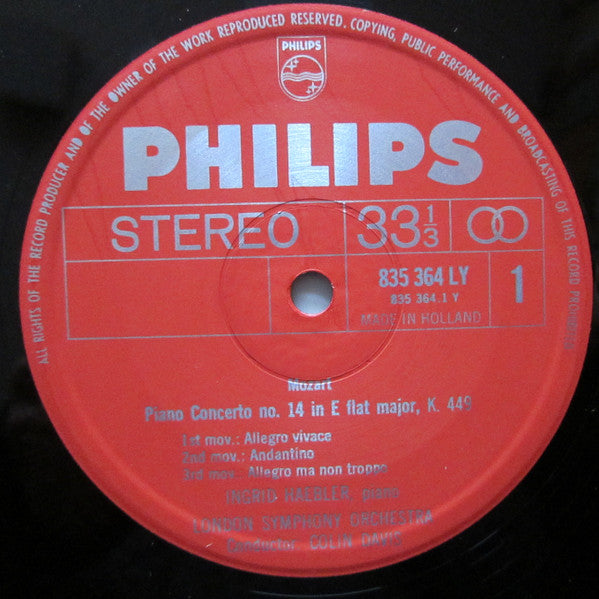 ALL RIGHTS OF THE RECORD PRODUCER AND OF THE OWNER OF THE WORK REPRODUCED RESERVED. COPYING, PUBLIC PERFORMANCE AND BROADCASTING OF THIS RECORD PROHIBITED
PHILIPS
PHILIPS
STEREO 33 1/3
835 364 LY 1
835 364.1 Y
MADE IN HOLLAND
Mozart
Piano Concerto no. 14 in E flat major, K. 449
1st mov.: Allegro vivace
2nd mov.: Andantino
3rd mov.: Allegro ma non troppo
INGRID HAEBLER, piano
LONDON SYMPHONY ORCHESTRA
Conductor: COLIN DAVIS